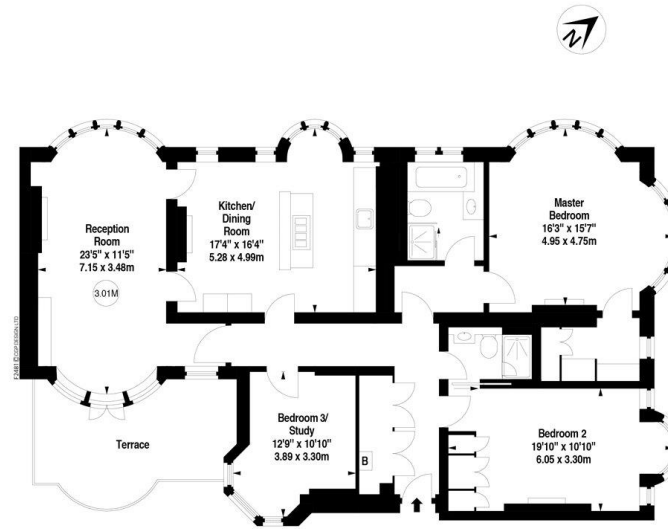 N
Reception
Room
23'5" x 11'5"
7.15 x 3.48m
3.01M
Kitchen/
Dining
Room
17'4" x 16'4"
5.28 x 4.99m
Master
Bedroom
16'3" x 15'7"
4.95 x 4.75m
Terrace
Bedroom 3/
Study
12'9" x 10'10"
3.89 x 3.30m
B
Bedroom 2
19'10" x 10'10"
6.05 x 3.30m